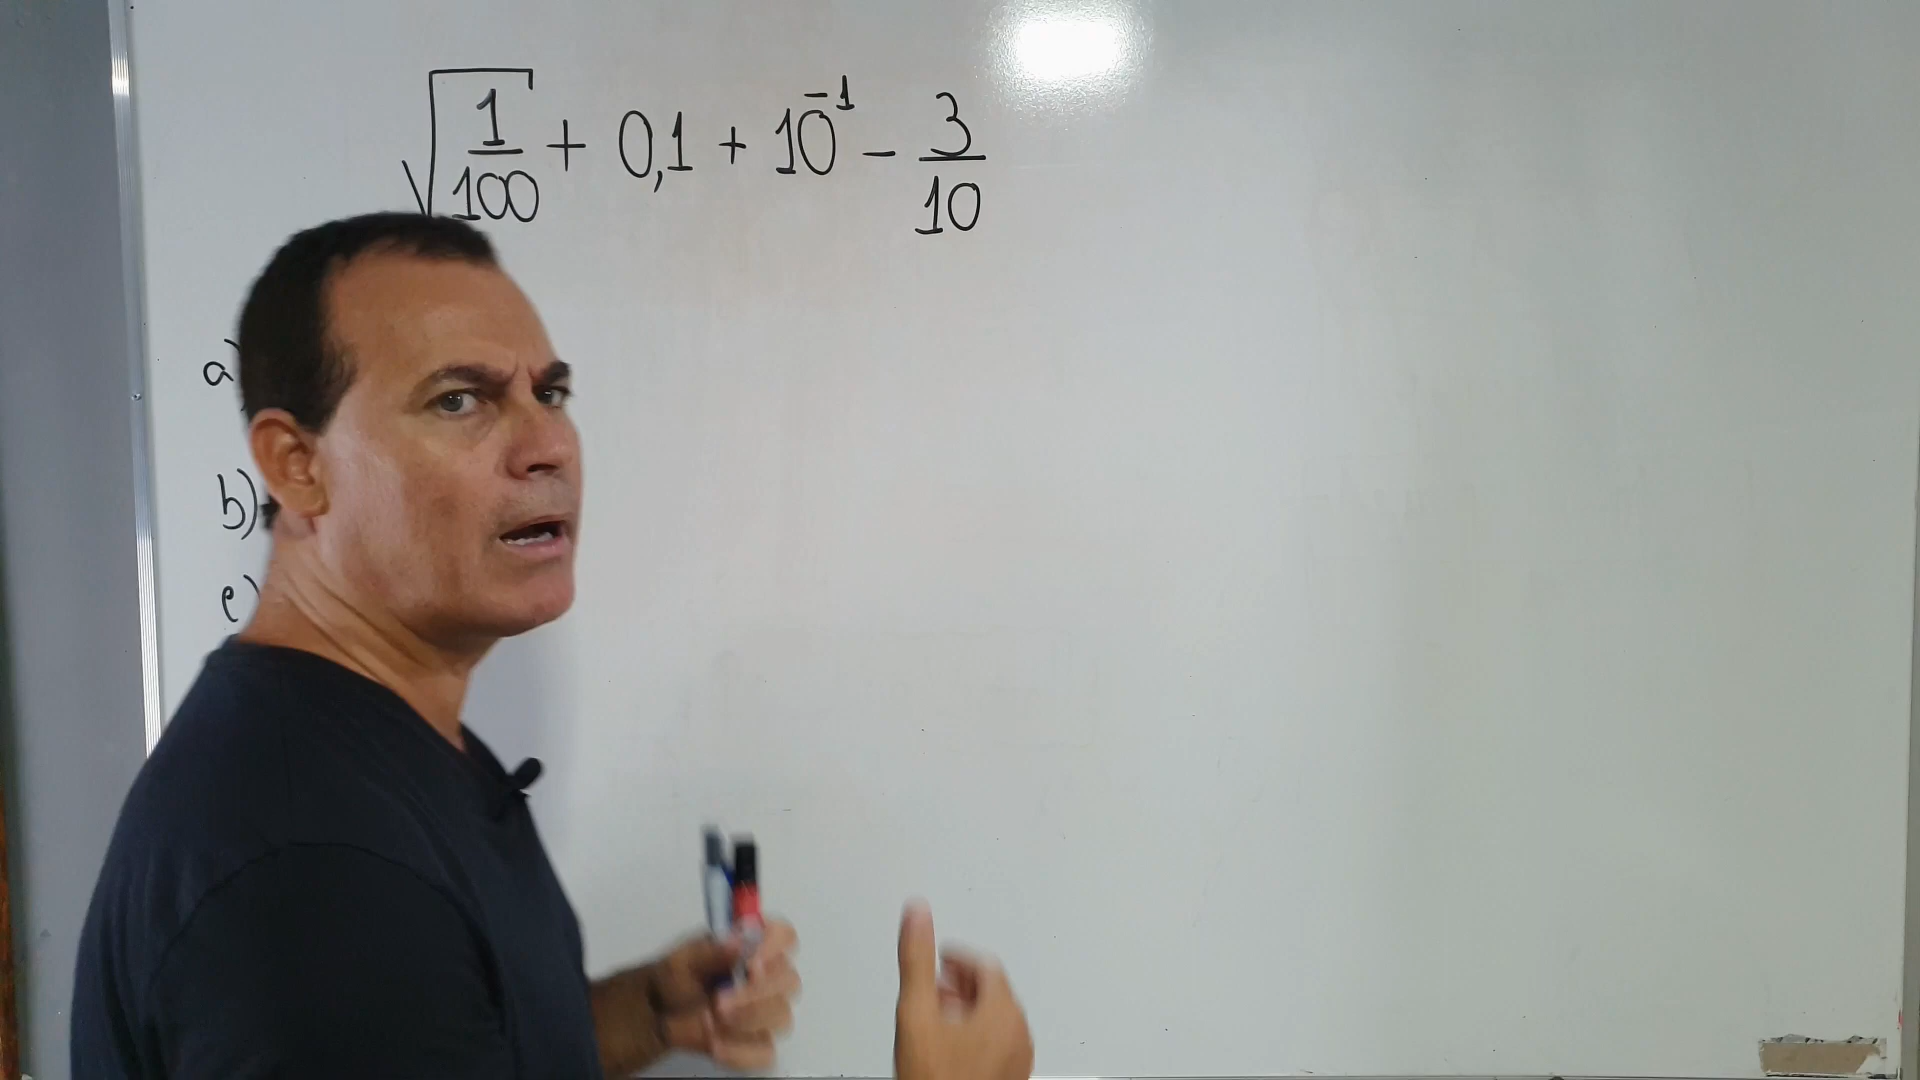 √(1/100) + 0,1 + 10⁻¹ - 3/10
a)
b)
c)